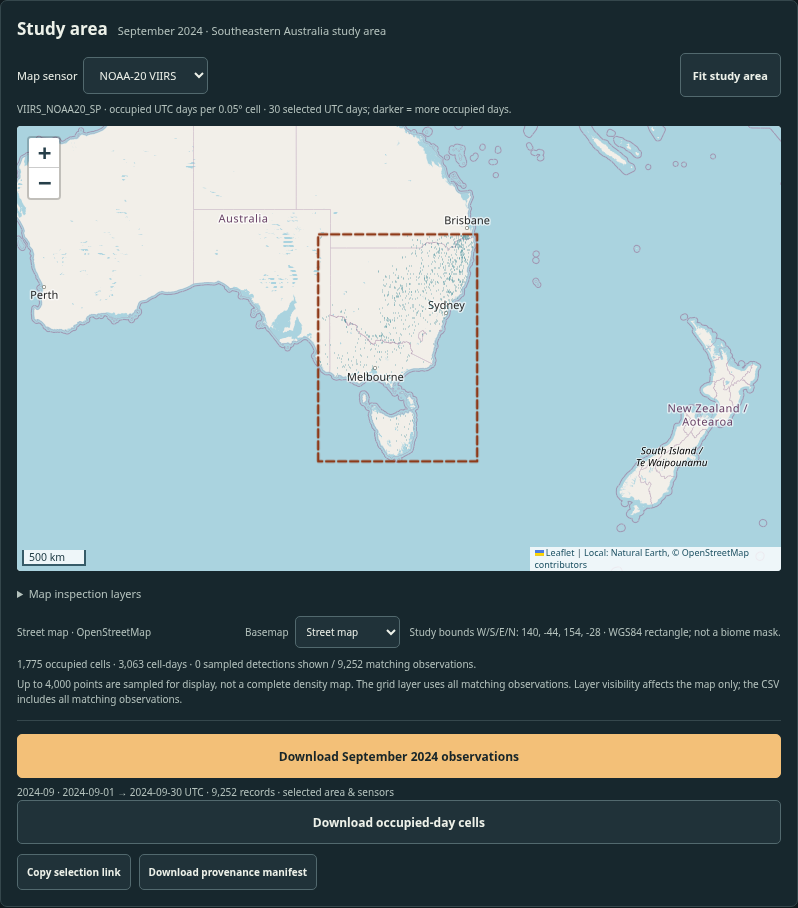 Study area September 2024 · Southeastern Australia study area
Map sensor NOAA-20 VIIRS Fit study area
VIIRS_NOAA20_SP · occupied UTC days per 0.05° cell · 30 selected UTC days; darker = more occupied days.
+
−
Brisbane
Australia
Perth
Sydney
Melbourne
New Zealand /
Aotearoa
South Island /
Te Waipounamu
500 km
Leaflet | Local: Natural Earth, © OpenStreetMap
contributors
Map inspection layers
Street map · OpenStreetMap Basemap Street map Study bounds W/S/E/N: 140, -44, 154, -28 · WGS84 rectangle; not a biome mask.
1,775 occupied cells · 3,063 cell-days · 0 sampled detections shown / 9,252 matching observations.
Up to 4,000 points are sampled for display, not a complete density map. The grid layer uses all matching observations. Layer visibility affects the map only; the CSV
includes all matching observations.
Download September 2024 observations
2024-09 · 2024-09-01 → 2024-09-30 UTC · 9,252 records · selected area & sensors
Download occupied-day cells
Copy selection link Download provenance manifest